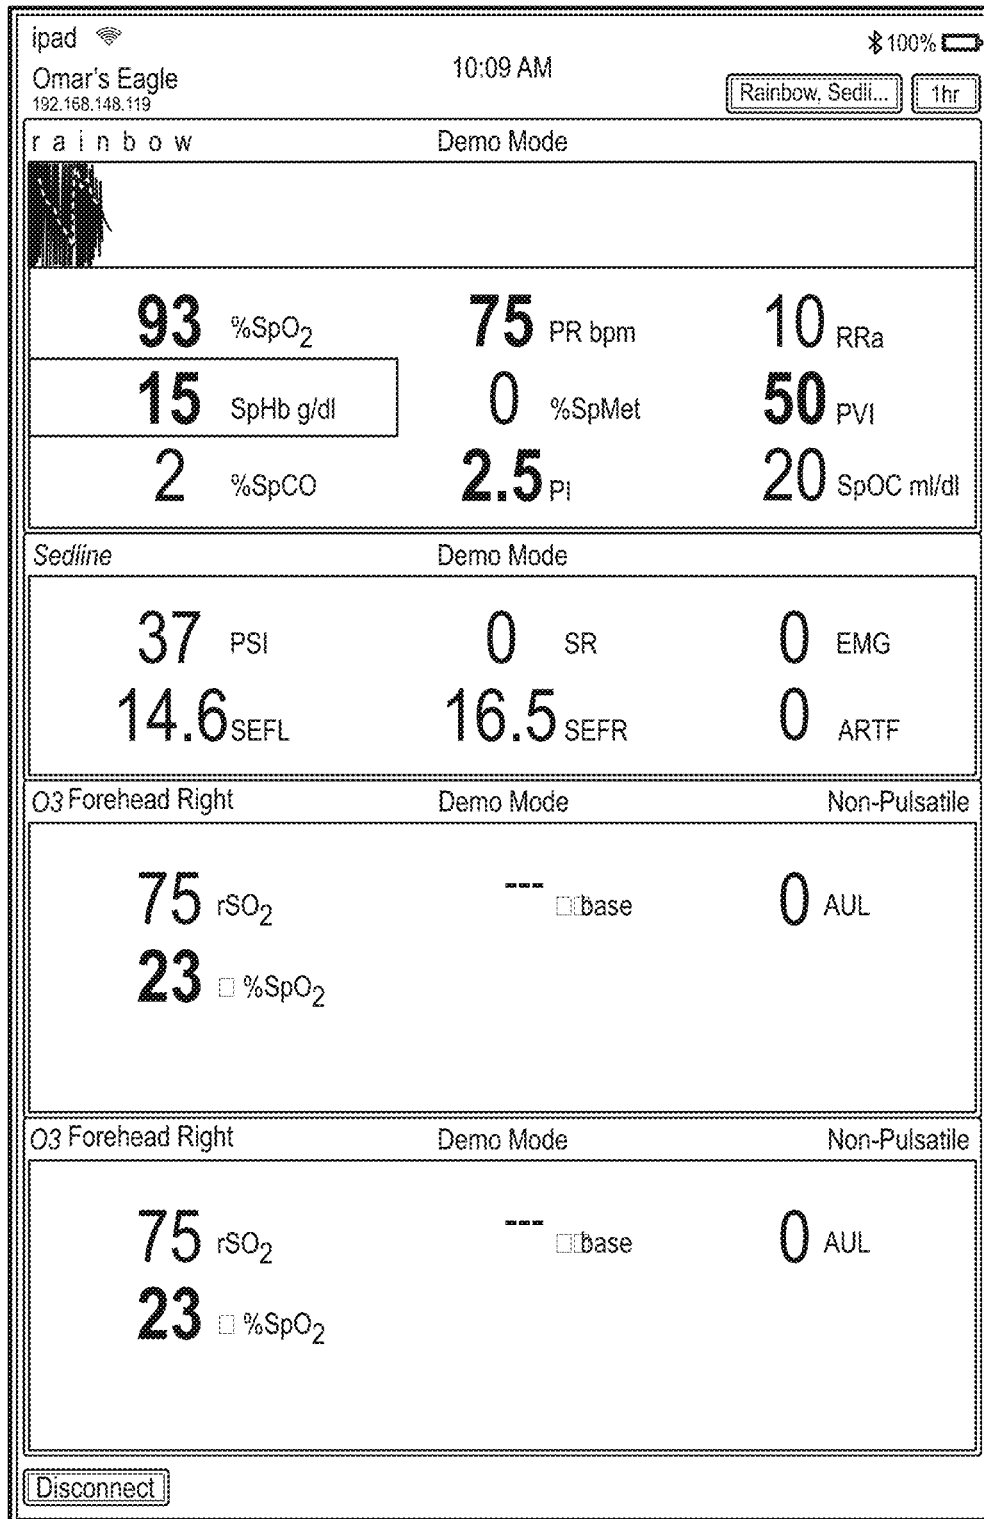 ipad 100%
10:09 AM
Omar's Eagle
192.168.148.119
Rainbow, Sedii... 1hr
rainbow Demo Mode
93 %SpO2 75 PR bpm 10 RRa
15 SpHb g/dl 0 %SpMet 50 PVI
2 %SpCO 2.5 PI 20 SpOC ml/dl
Sedline Demo Mode
37 PSI 0 SR 0 EMG
14.6 SEFL 16.5 SEFR 0 ARTF
O3 Forehead Right Demo Mode Non-Pulsatile
75 rSO2 --- □□base 0 AUL
23 □ %SpO2
O3 Forehead Right Demo Mode Non-Pulsatile
75 rSO2 --- □□base 0 AUL
23 □ %SpO2
Disconnect